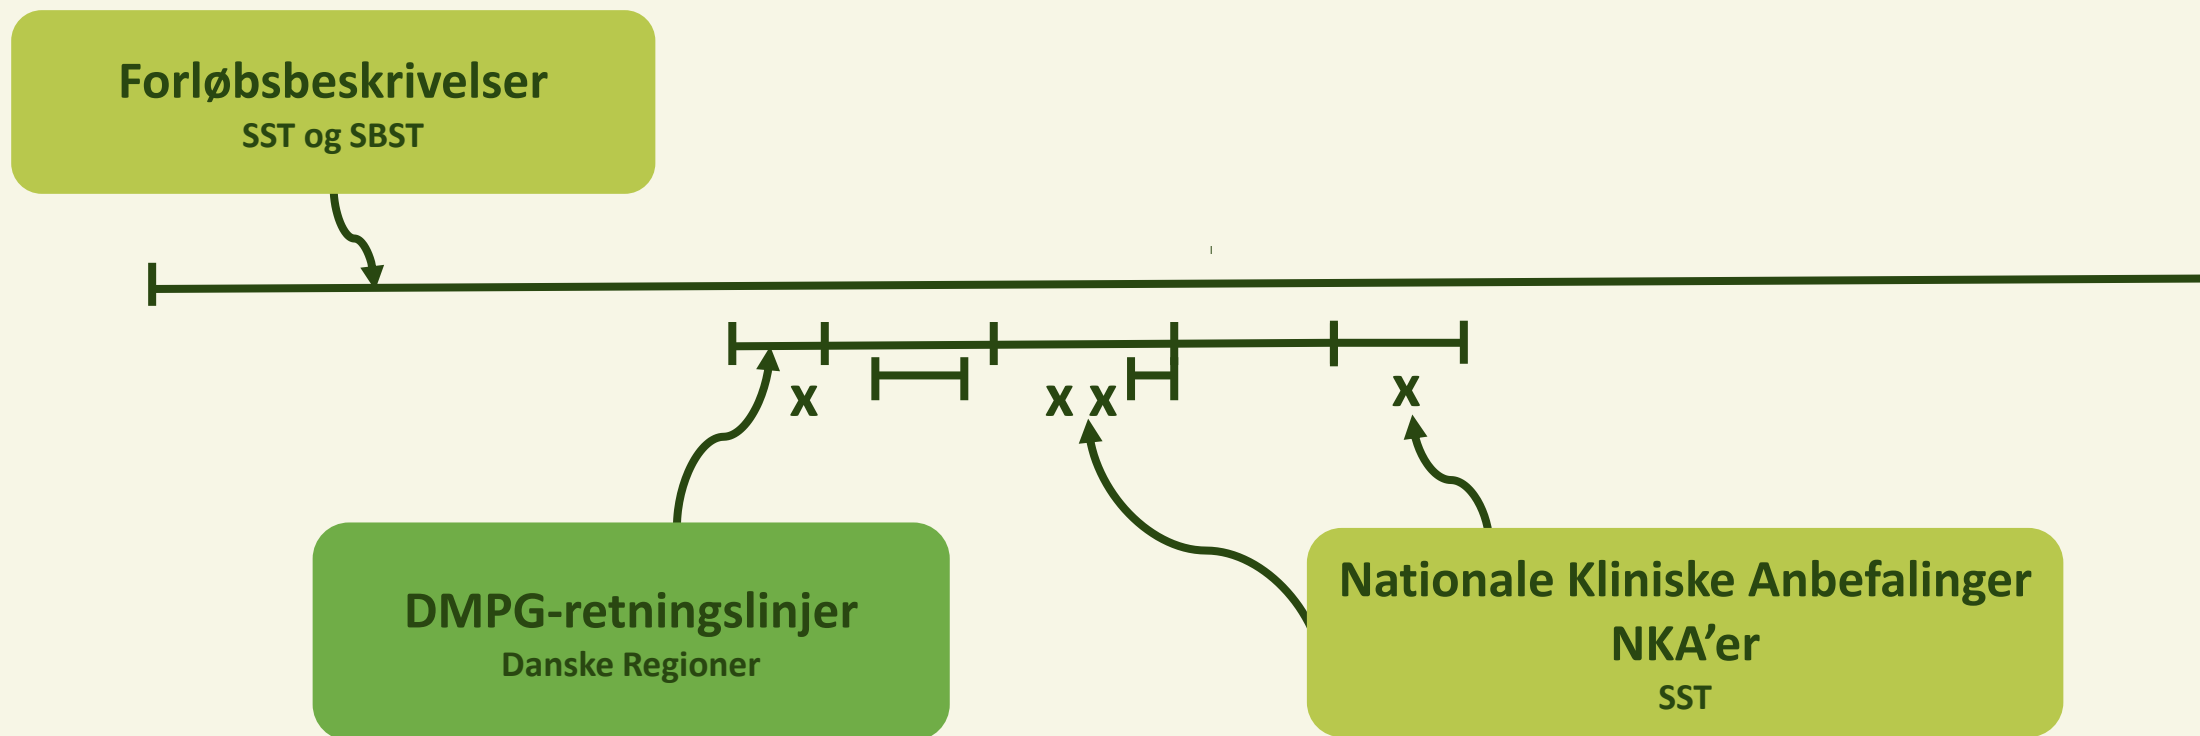 Forløbsbeskrivelser
SST og SBST
x
x x
x
DMPG-retningslinjer
Danske Regioner
Nationale Kliniske Anbefalinger
NKA’er
SST